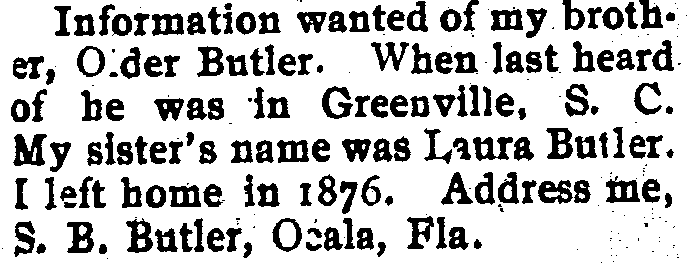 Information wanted of my broth-
er, Older Butler. When last heard
of he was in Greenville, S. C.
My sister's name was Laura Butler.
I left home in 1876. Address me,
S. B. Butler, Ocala, Fla.